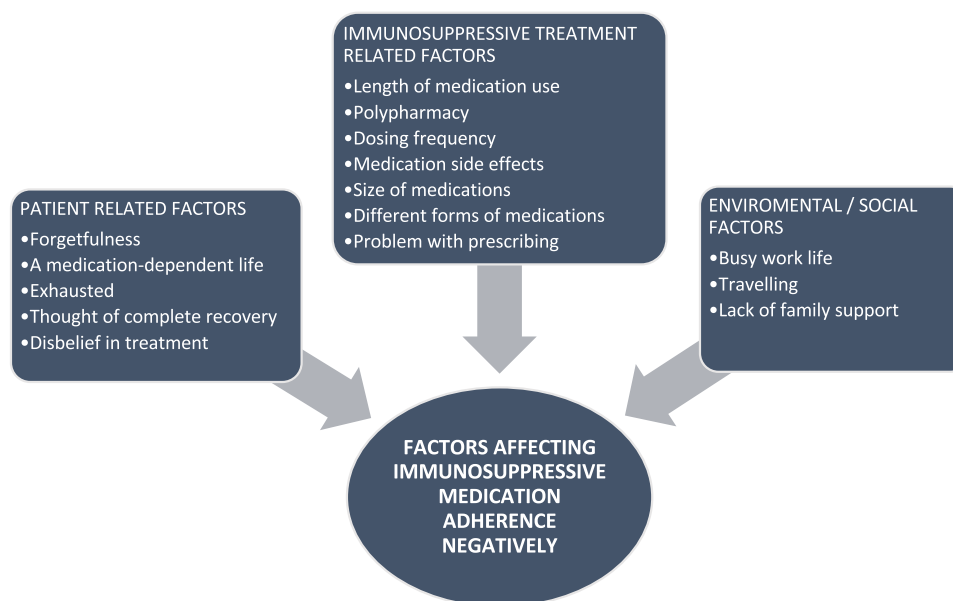 IMMUNOSUPPRESSIVE TREATMENT
RELATED FACTORS
•Length of medication use
•Polypharmacy
•Dosing frequency
•Medication side effects
•Size of medications
•Different forms of medications
•Problem with prescribing
PATIENT RELATED FACTORS
•Forgetfulness
•A medication-dependent life
•Exhausted
•Thought of complete recovery
•Disbelief in treatment
ENVIROMENTAL / SOCIAL
FACTORS
•Busy work life
•Travelling
•Lack of family support
FACTORS AFFECTING
IMMUNOSUPPRESSIVE
MEDICATION
ADHERENCE
NEGATIVELY